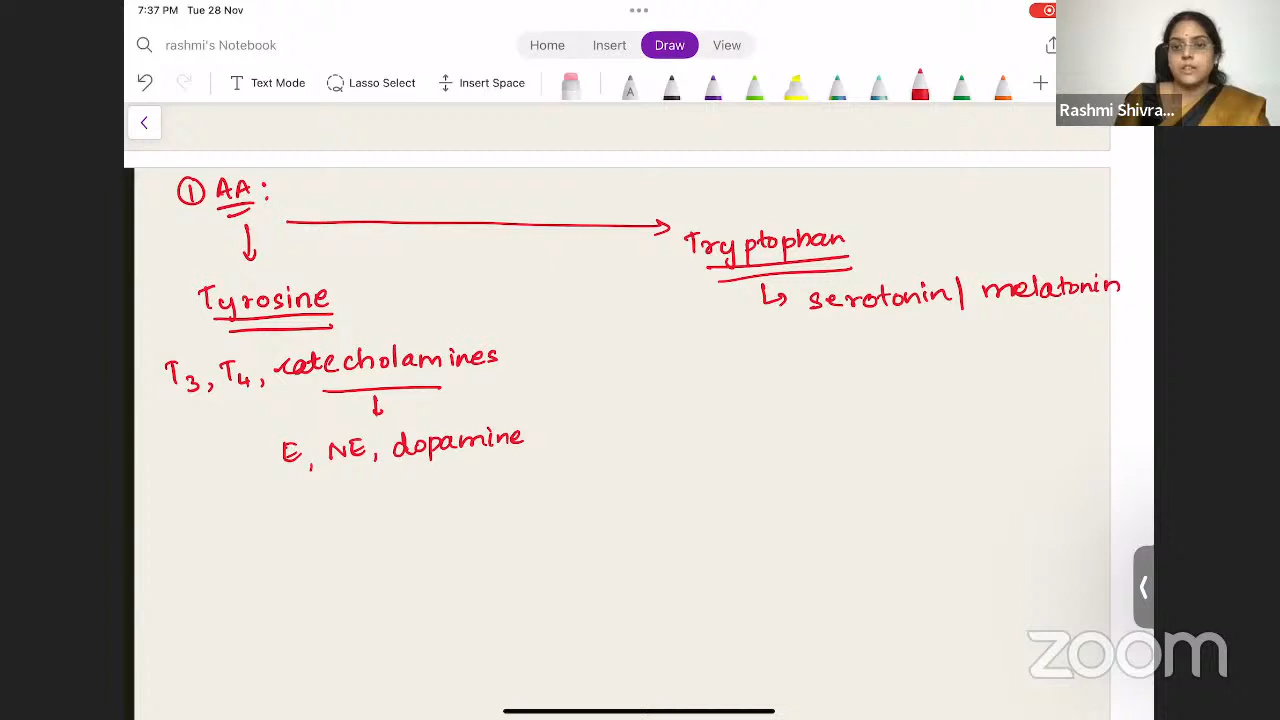 7:37 PM Tue 28 Nov
rashmi's Notebook
Home Insert Draw View
Text Mode Lasso Select Insert Space
A
Rashmi Shivra...
① AA:
Tryptophan
Tyrosine
serotonin/ melatonin
T3, T4, catecholamines
E, NE, dopamine
zoom